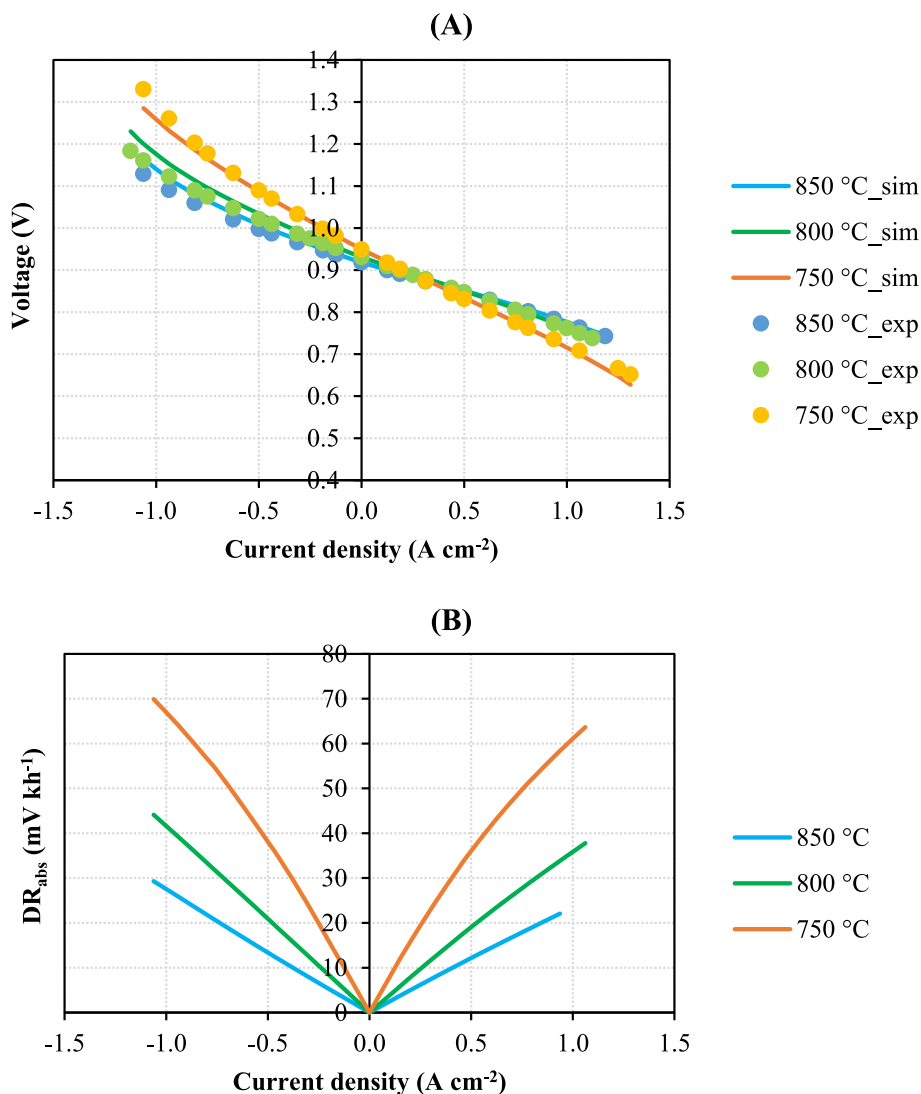 (A)
1.4
1.3
1.2
1.1
1.0
0.9
0.8
0.7
0.6
0.5
0.4
Voltage (V)
-1.5 -1.0 -0.5 0.0 0.5 1.0 1.5
Current density (A cm⁻²)
850 °C_sim
800 °C_sim
750 °C_sim
850 °C_exp
800 °C_exp
750 °C_exp
(B)
80
70
60
50
40
30
20
10
0
DRabs (mV kh⁻¹)
-1.5 -1.0 -0.5 0.0 0.5 1.0 1.5
Current density (A cm⁻²)
850 °C
800 °C
750 °C